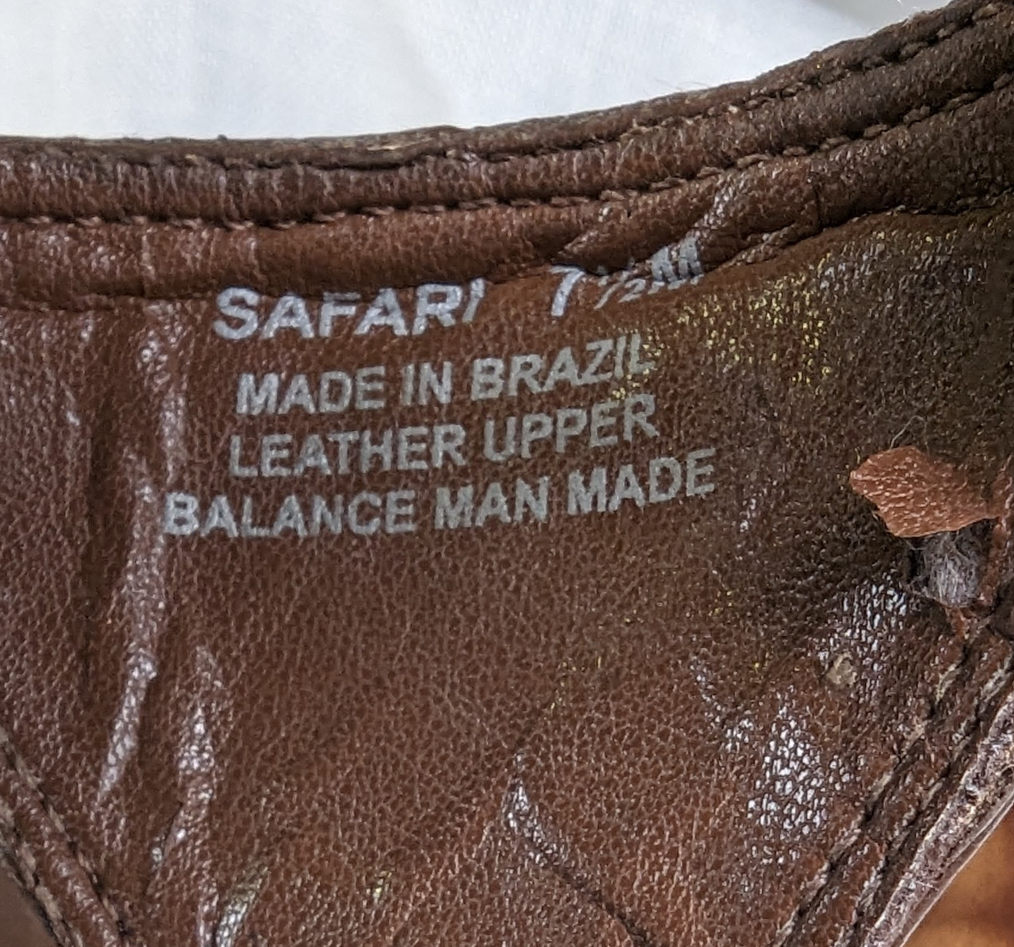 SAFARI 7½M
MADE IN BRAZIL
LEATHER UPPER
BALANCE MAN MADE